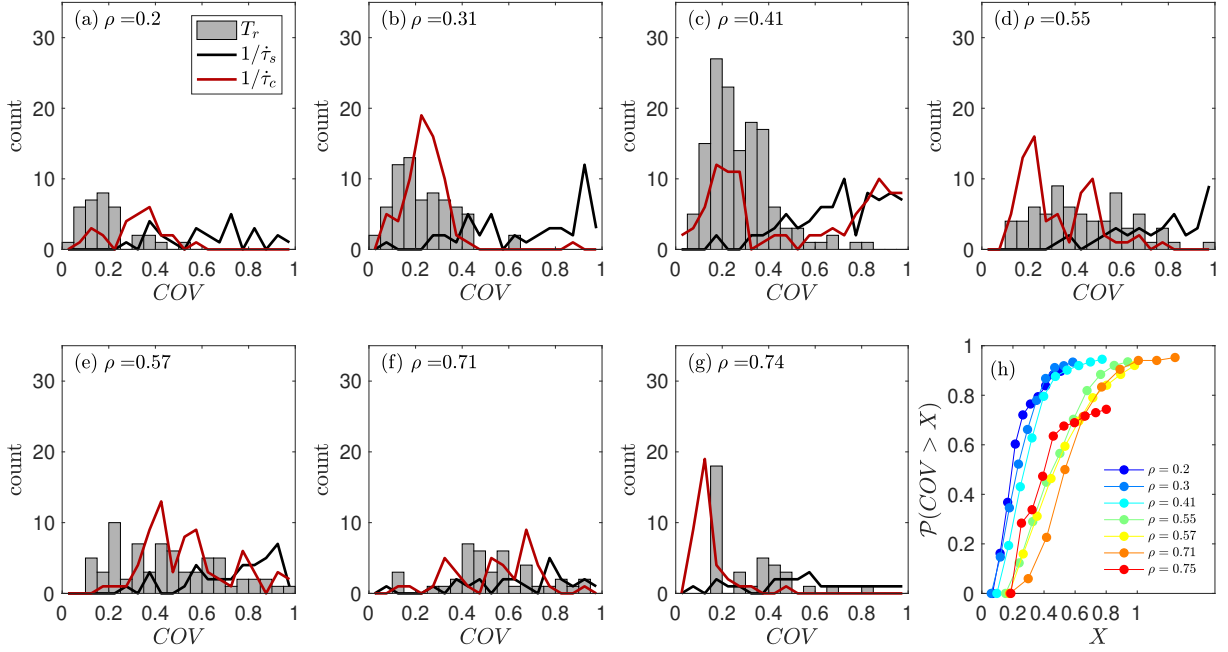 (a) ρ =0.2
(b) ρ =0.31
(c) ρ =0.41
(d) ρ =0.55
T_r
1/τ̇_s
1/τ̇_c
count
30
20
10
0
0 0.2 0.4 0.6 0.8 1
COV
count
30
20
10
0
0 0.2 0.4 0.6 0.8 1
COV
count
30
20
10
0
0 0.2 0.4 0.6 0.8 1
COV
count
30
20
10
0
0 0.2 0.4 0.6 0.8 1
COV
(e) ρ =0.57
(f) ρ =0.71
(g) ρ =0.74
(h)
count
30
20
10
0
0 0.2 0.4 0.6 0.8 1
COV
count
30
20
10
0
0 0.2 0.4 0.6 0.8 1
COV
count
30
20
10
0
0 0.2 0.4 0.6 0.8 1
COV
P(COV > X)
1
0.8
0.6
0.4
0.2
0
ρ = 0.2
ρ = 0.3
ρ = 0.41
ρ = 0.55
ρ = 0.57
ρ = 0.71
ρ = 0.75
0.2 0.4 0.6 0.8 1
X